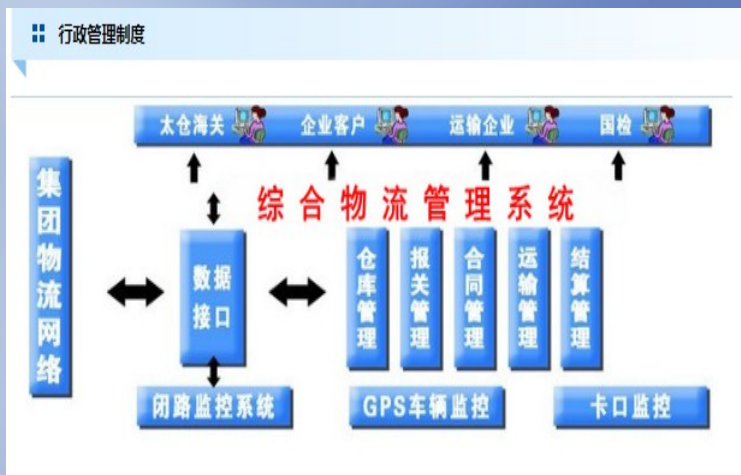 行政管理制度
太仓海关 企业客户 运输企业 国检
综合物流管理系统
集团物流网络
数据
接口
仓库管理
报关管理
合同管理
运输管理
结算管理
闭路监控系统 GPS车辆监控 卡口监控